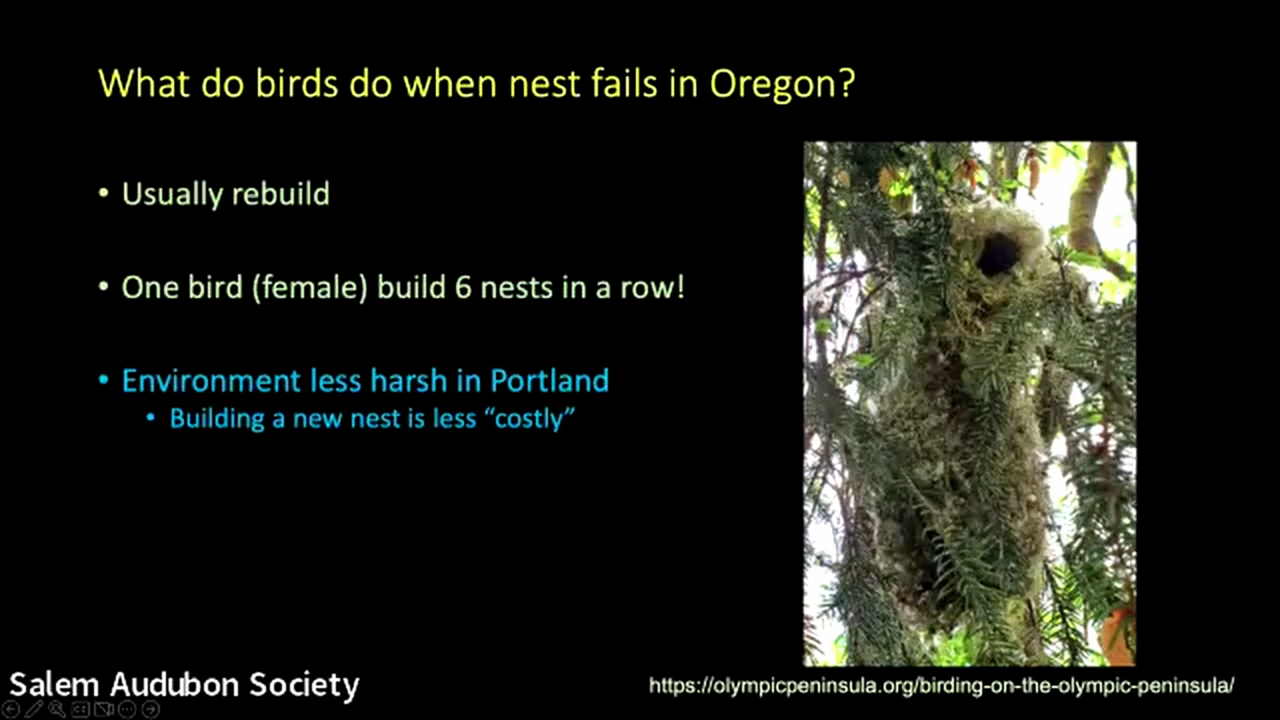 What do birds do when nest fails in Oregon?
• Usually rebuild
• One bird (female) build 6 nests in a row!
• Environment less harsh in Portland
• Building a new nest is less “costly”
Salem Audubon Society
https://olympicpeninsula.org/birding-on-the-olympic-peninsula/